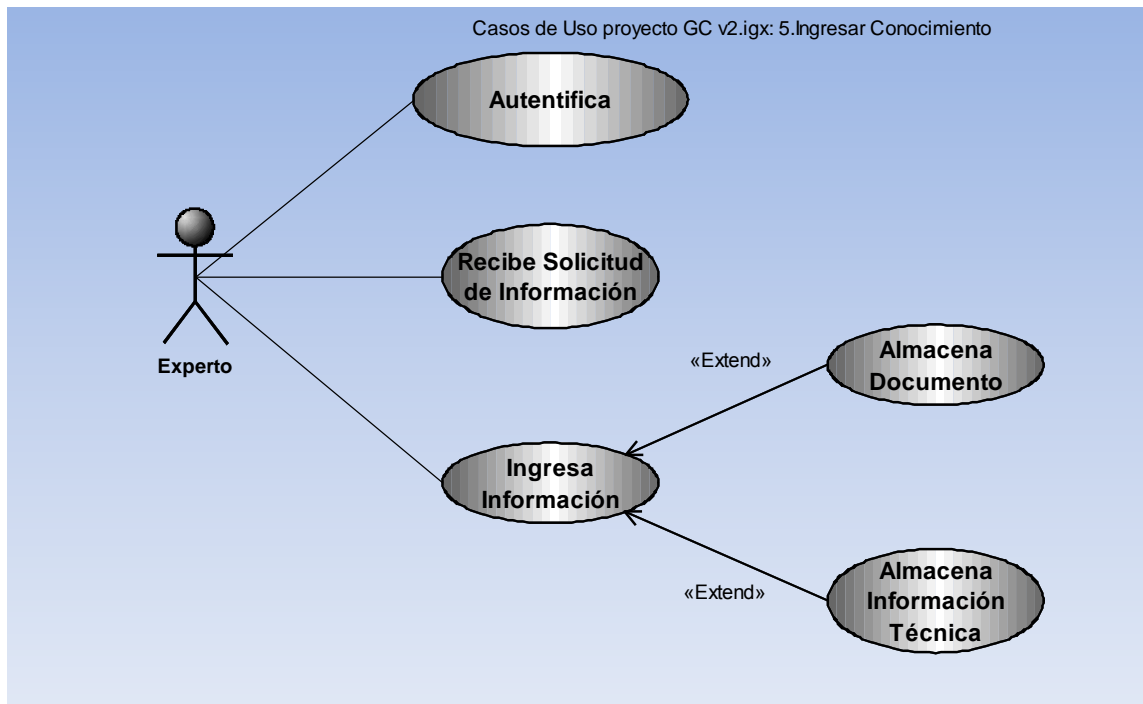 Casos de Uso proyecto GC v2.igx: 5.Ingresar Conocimiento
Autentifica
Recibe Solicitud
de Información
Experto
«Extend»
Almacena
Documento
Ingresa
Información
«Extend»
Almacena
Información
Técnica